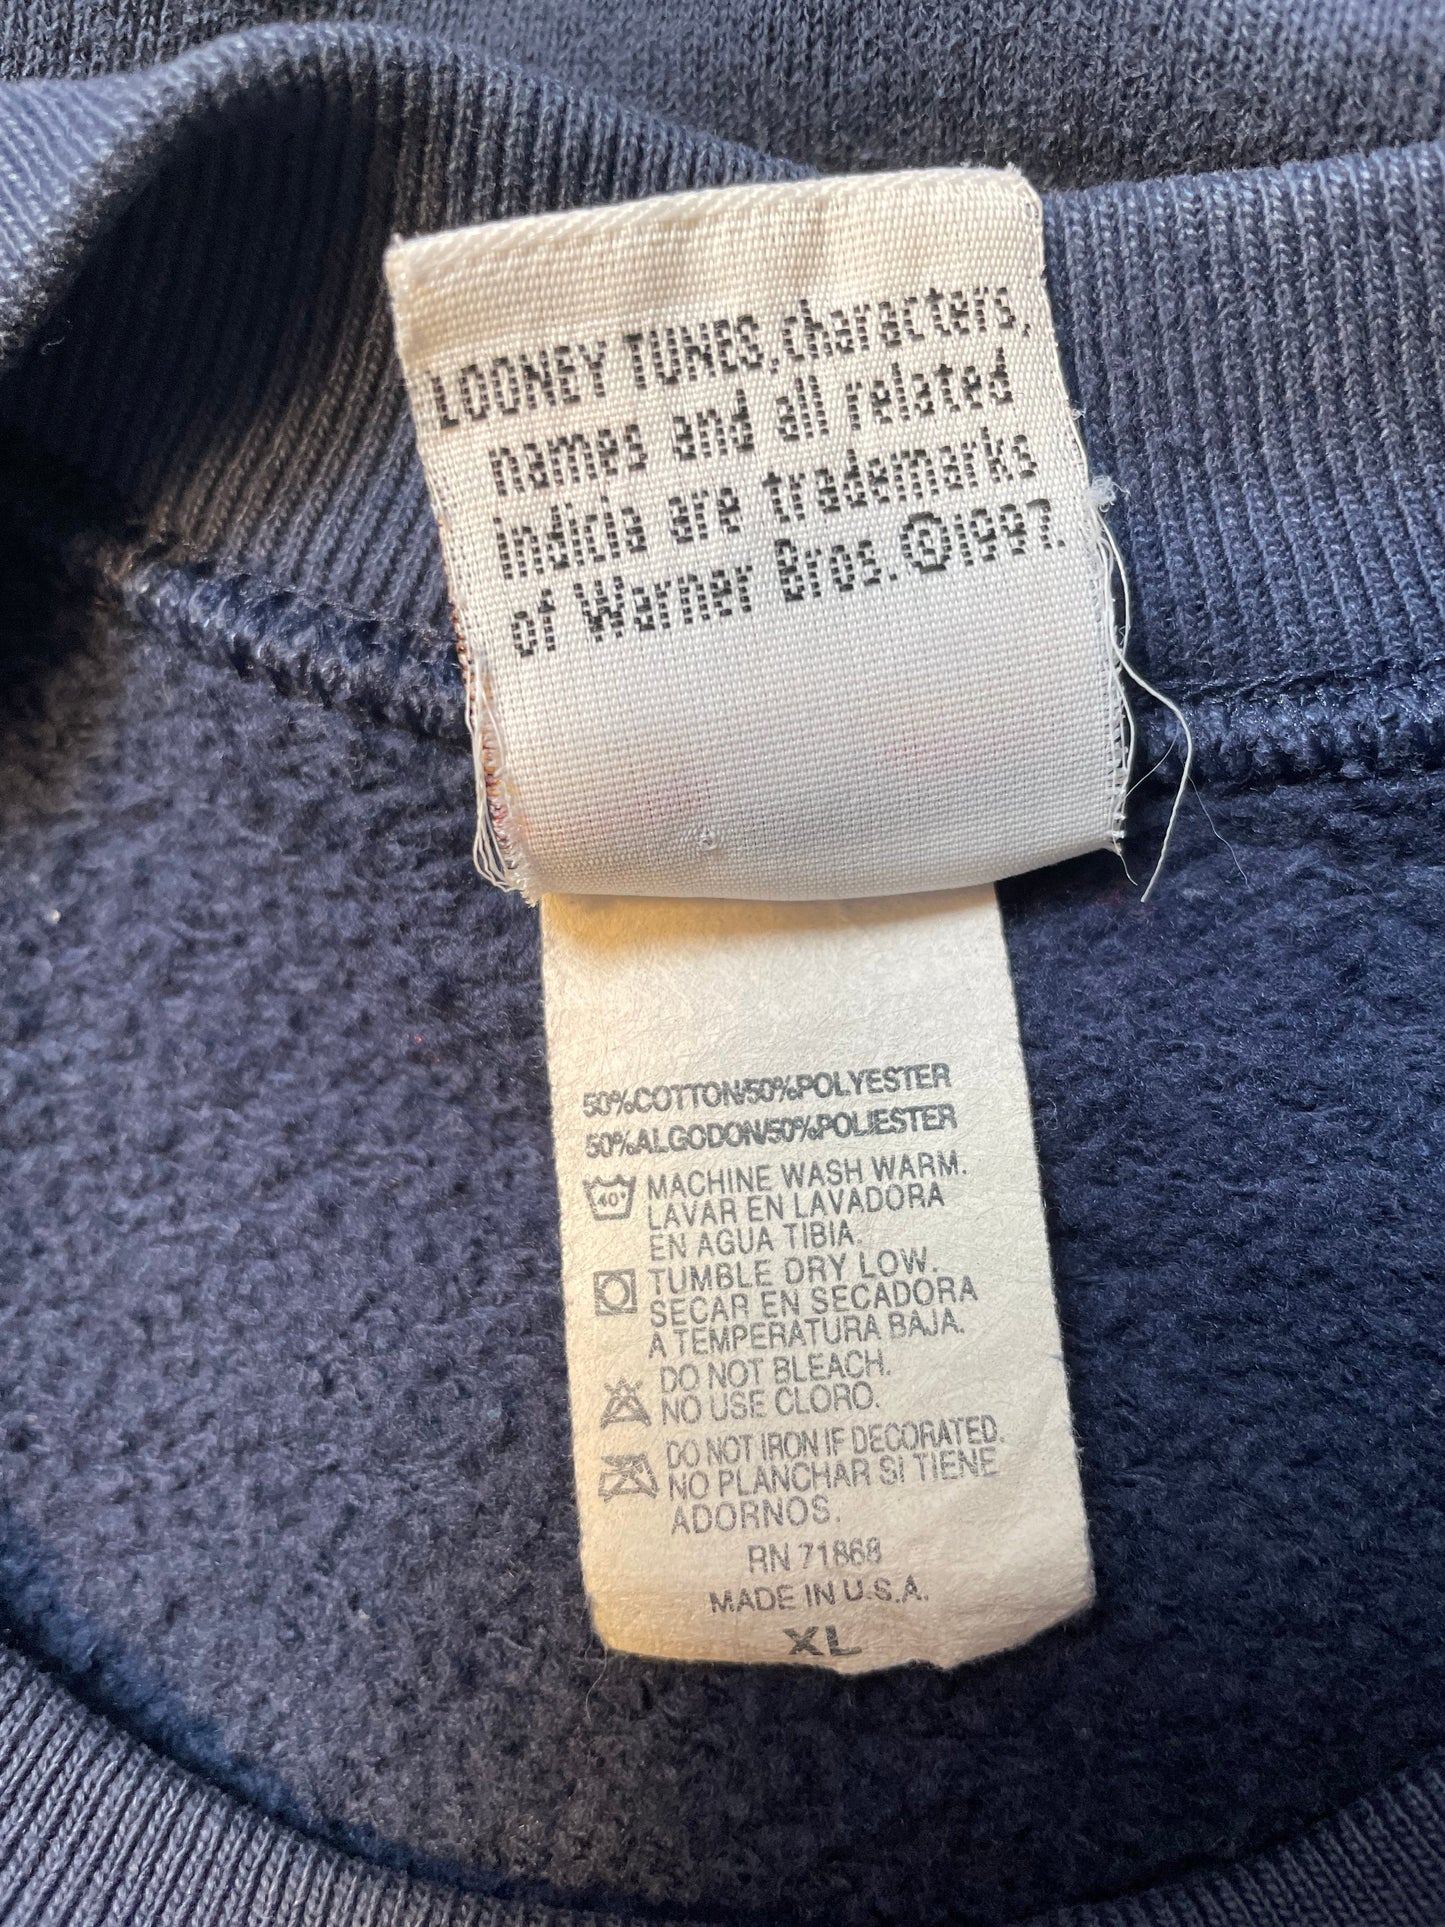 LOONEY TUNES, characters,
names and all related
indicia are trademarks
of Warner Bros. ©1997.
50%COTTON/50%POLYESTER
50%ALGODON/50%POLIESTER
40° MACHINE WASH WARM.
LAVAR EN LAVADORA
EN AGUA TIBIA.
TUMBLE DRY LOW.
SECAR EN SECADORA
A TEMPERATURA BAJA.
DO NOT BLEACH.
NO USE CLORO.
DO NOT IRON IF DECORATED.
NO PLANCHAR SI TIENE
ADORNOS.
RN 71868
MADE IN U.S.A.
XL